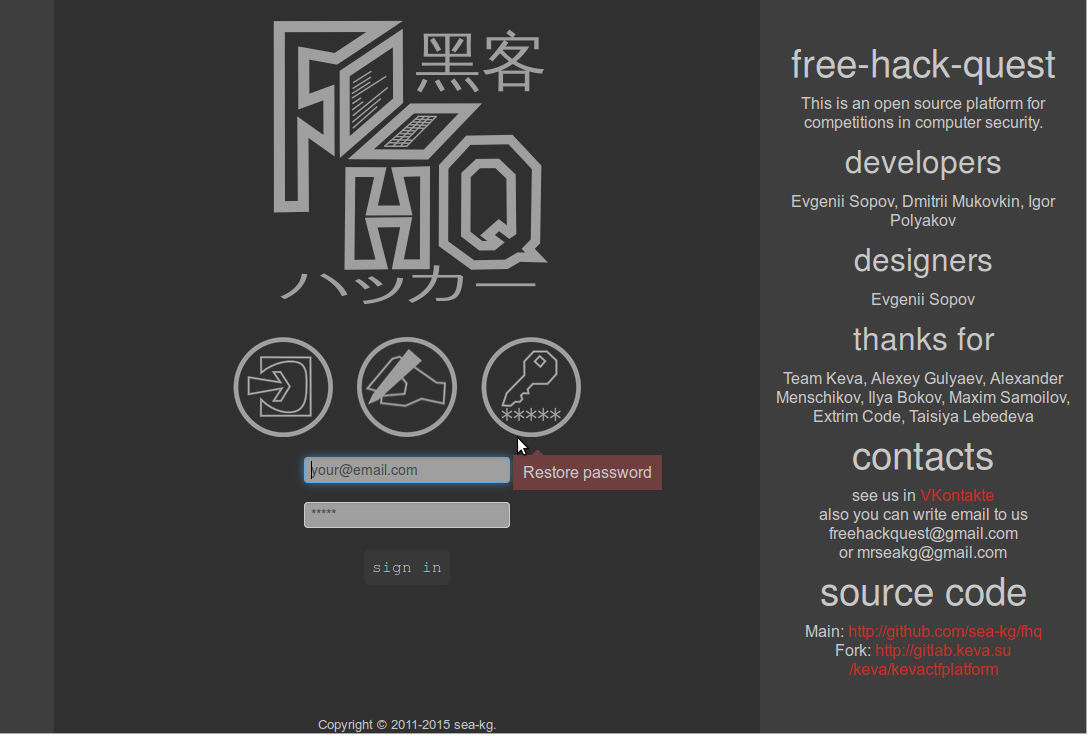 黑客
FHQ
ハッカー
*****
your@email.com
Restore password
*****
sign in
Copyright © 2011-2015 sea-kg.
free-hack-quest
This is an open source platform for
competitions in computer security.
developers
Evgenii Sopov, Dmitrii Mukovkin, Igor
Polyakov
designers
Evgenii Sopov
thanks for
Team Keva, Alexey Gulyaev, Alexander
Menschikov, Ilya Bokov, Maxim Samoilov,
Extrim Code, Taisiya Lebedeva
contacts
see us in VKontakte
also you can write email to us
freehackquest@gmail.com
or mrseakg@gmail.com
source code
Main: http://github.com/sea-kg/fhq
Fork: http://gitlab.keva.su
/keva/kevactfplatform